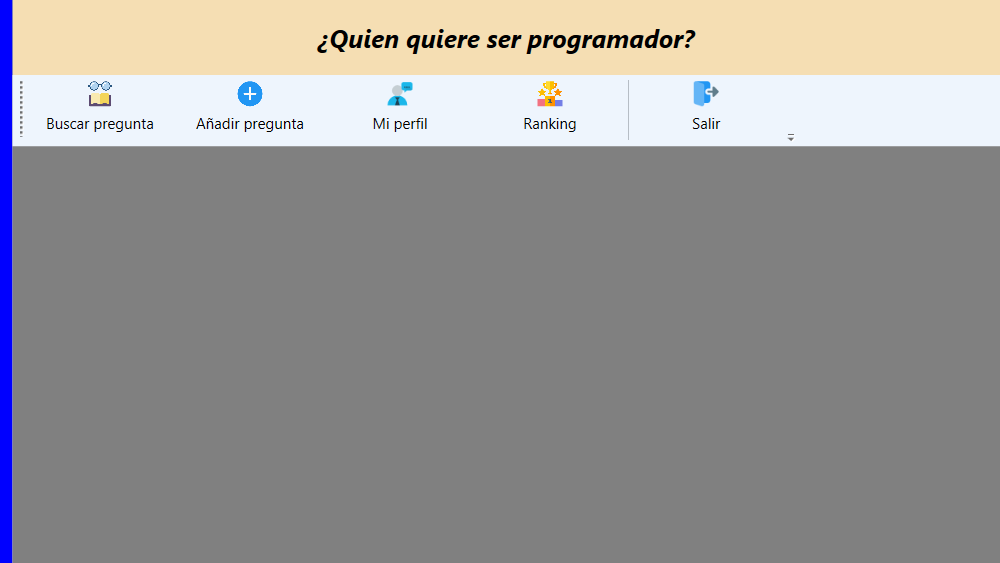 ¿Quien quiere ser programador?
Buscar pregunta
Añadir pregunta
Mi perfil
Ranking
Salir